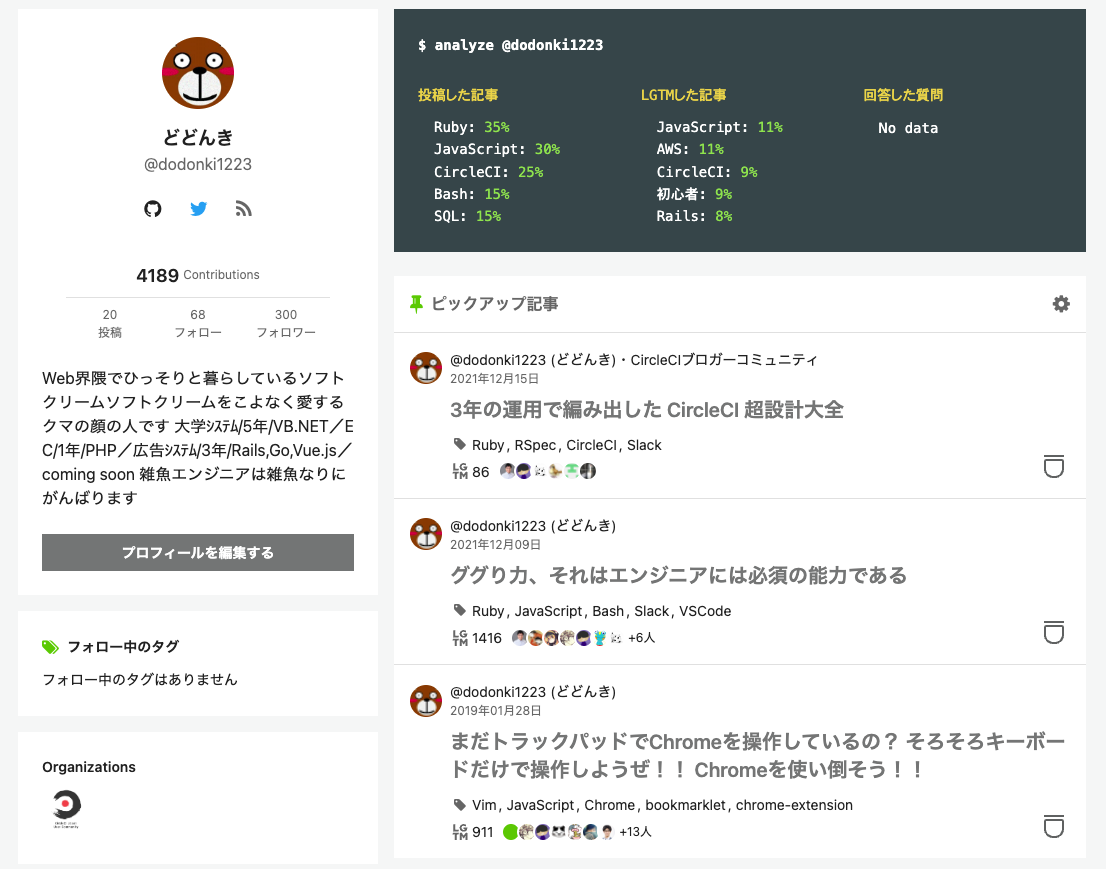 どどんき
@dodonki1223
4189 Contributions
20 68 300
投稿 フォロー フォロワー
Web界隈でひっそりと暮らしているソフト
クリームソフトクリームをこよなく愛する
クマの顔の人です 大学ｼｽﾃﾑ/5年/VB.NET／E
C/1年/PHP／広告ｼｽﾃﾑ/3年/Rails,Go,Vue.js／
coming soon 雑魚エンジニアは雑魚なりに
がんばります
プロフィールを編集する
フォロー中のタグ
フォロー中のタグはありません
Organizations
$ analyze @dodonki1223
投稿した記事
Ruby: 35%
JavaScript: 30%
CircleCI: 25%
Bash: 15%
SQL: 15%
LGTMした記事
JavaScript: 11%
AWS: 11%
CircleCI: 9%
初心者: 9%
Rails: 8%
回答した質問
No data
ピックアップ記事
@dodonki1223 (どどんき)・CircleCIブロガーコミュニティ
2021年12月15日
3年の運用で編み出した CircleCI 超設計大全
Ruby, RSpec, CircleCI, Slack
LGTM 86
@dodonki1223 (どどんき)
2021年12月09日
ググり力、それはエンジニアには必須の能力である
Ruby, JavaScript, Bash, Slack, VSCode
LGTM 1416 +6人
@dodonki1223 (どどんき)
2019年01月28日
まだトラックパッドでChromeを操作しているの？ そろそろキーボー
ドだけで操作しようぜ！！ Chromeを使い倒そう！！
Vim, JavaScript, Chrome, bookmarklet, chrome-extension
LGTM 911 +13人